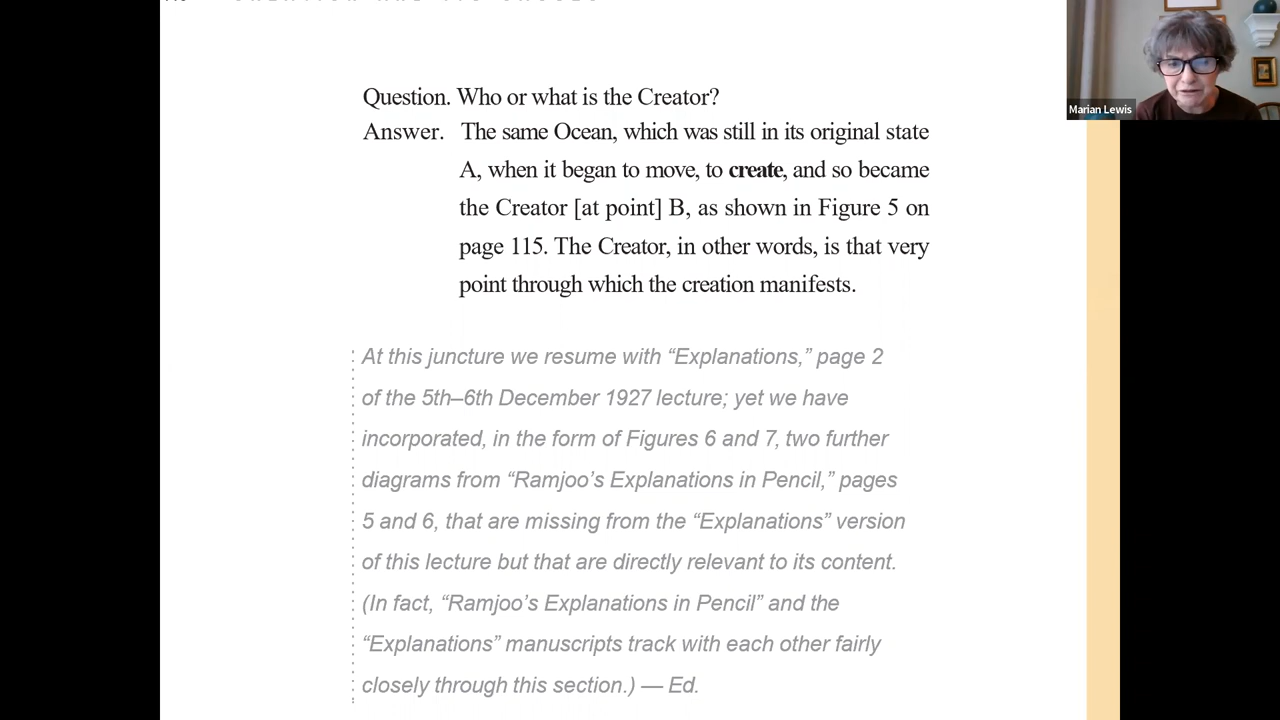 Question. Who or what is the Creator?
Answer. The same Ocean, which was still in its original state
A, when it began to move, to create, and so became
the Creator [at point] B, as shown in Figure 5 on
page 115. The Creator, in other words, is that very
point through which the creation manifests.
At this juncture we resume with “Explanations,” page 2
of the 5th–6th December 1927 lecture; yet we have
incorporated, in the form of Figures 6 and 7, two further
diagrams from “Ramjoo’s Explanations in Pencil,” pages
5 and 6, that are missing from the “Explanations” version
of this lecture but that are directly relevant to its content.
(In fact, “Ramjoo’s Explanations in Pencil” and the
“Explanations” manuscripts track with each other fairly
closely through this section.) — Ed.
Marian Lewis